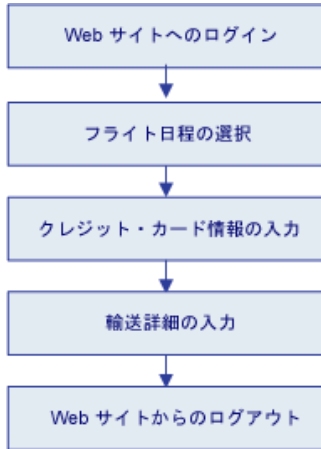 Web サイトへのログイン
フライト日程の選択
クレジット・カード情報の入力
輸送詳細の入力
Web サイトからのログアウト